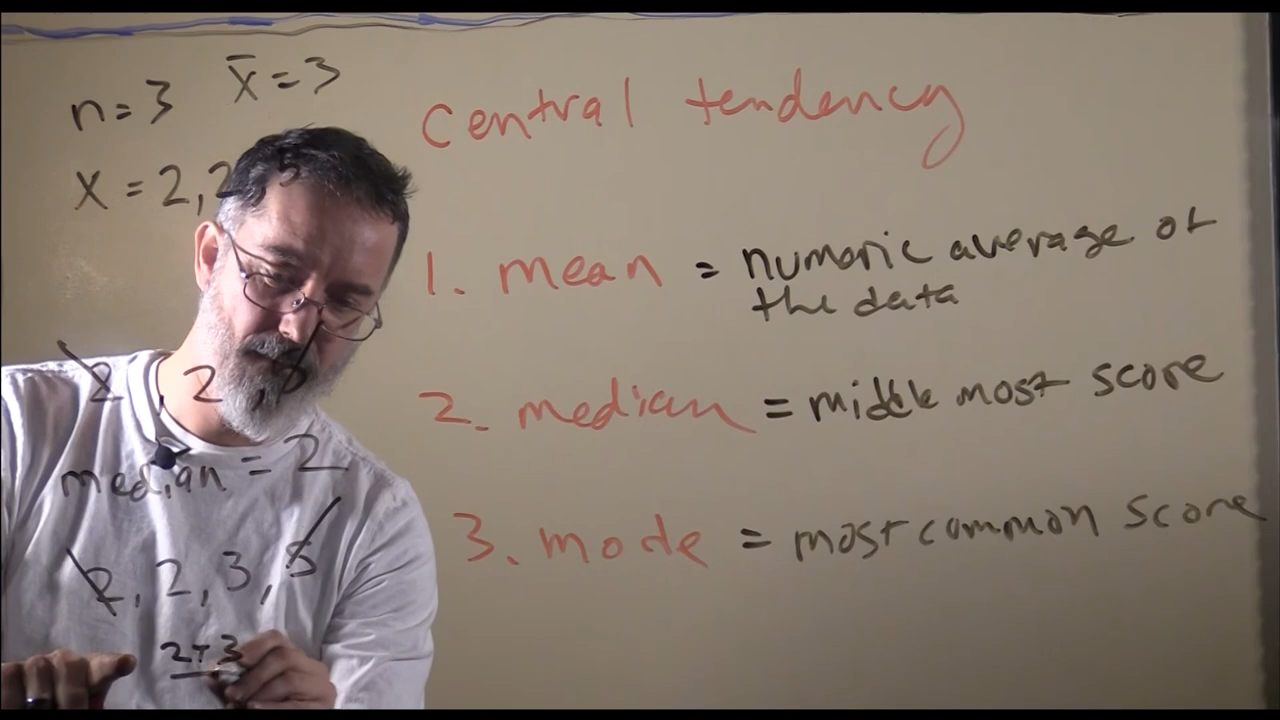 n=3 x̄=3
x=2,2,5
central tendency
1. mean = numeric average of
the data
2. median = middle most score
3. mode = most common score
2, 2, 5
median = 2
2, 2, 3, 5
2+3